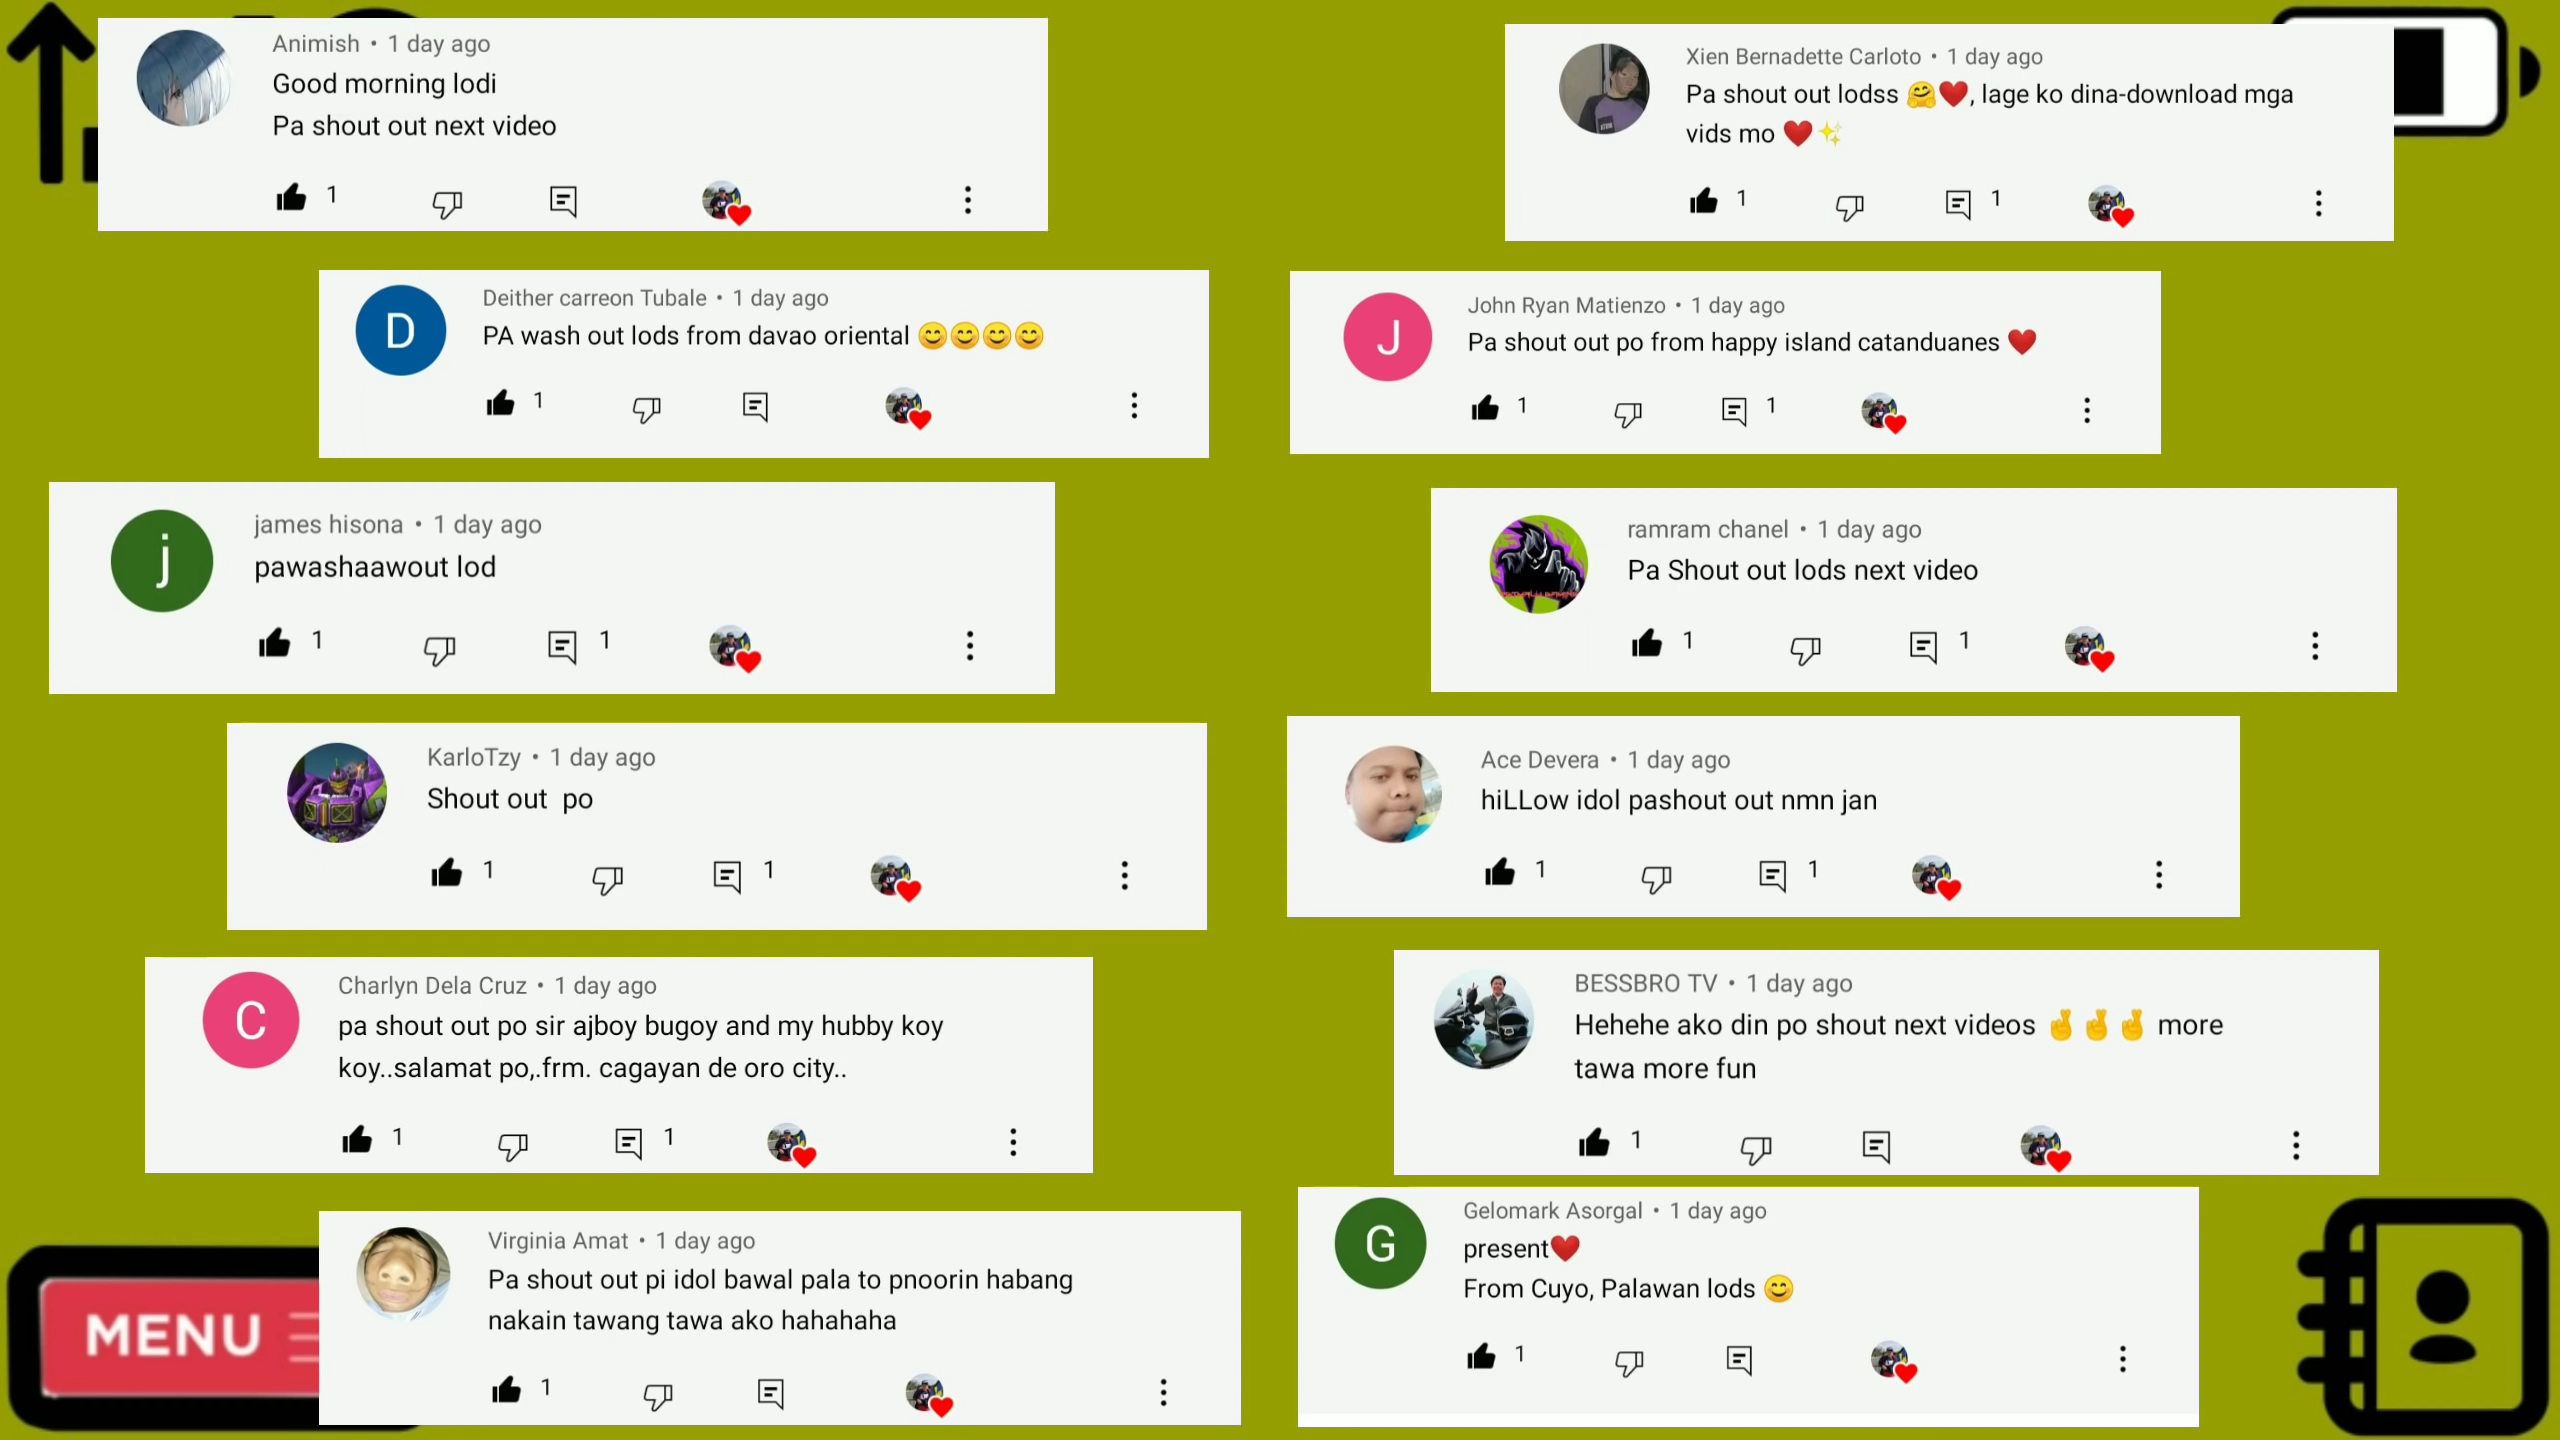 Animish • 1 day ago
Good morning lodi
Pa shout out next video
1
Deither carreon Tubale • 1 day ago
PA wash out lods from davao oriental 😊😊😊😊
1
james hisona • 1 day ago
pawashaawout lod
1 1
KarloTzy • 1 day ago
Shout out po
1 1
Charlyn Dela Cruz • 1 day ago
pa shout out po sir ajboy bugoy and my hubby koy
koy..salamat po,.frm. cagayan de oro city..
1 1
Virginia Amat • 1 day ago
Pa shout out pi idol bawal pala to pnoorin habang
nakain tawang tawa ako hahahaha
1
MENU
Xien Bernadette Carloto • 1 day ago
Pa shout out lodss 🤗❤️, lage ko dina-download mga
vids mo ❤️✨
1 1
John Ryan Matienzo • 1 day ago
Pa shout out po from happy island catanduanes ❤️
1 1
ramram chanel • 1 day ago
Pa Shout out lods next video
1 1
Ace Devera • 1 day ago
hiLLow idol pashout out nmn jan
1 1
BESSBRO TV • 1 day ago
Hehehe ako din po shout next videos 🤞🤞🤞 more
tawa more fun
1
Gelomark Asorgal • 1 day ago
present❤️
From Cuyo, Palawan lods 😊
1